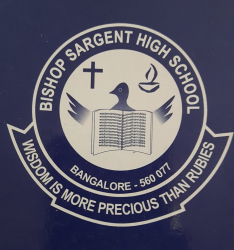 BISHOP SARGENT HIGH SCHOOL
BANGALORE - 560 077
WISDOM IS MORE PRECIOUS THAN RUBIES